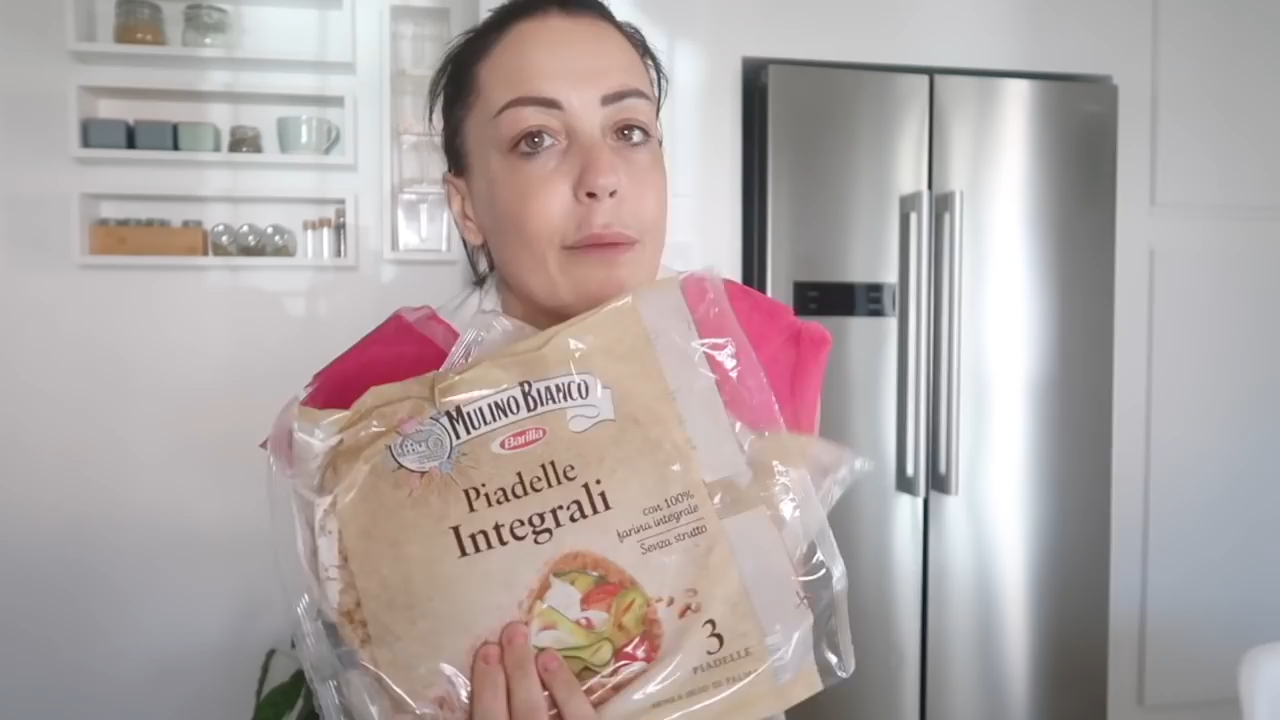 MULINO BIANCO
Barilla
Piadelle
Integrali
con 100%
farina integrale
Senza strutto
3
PIADELLE